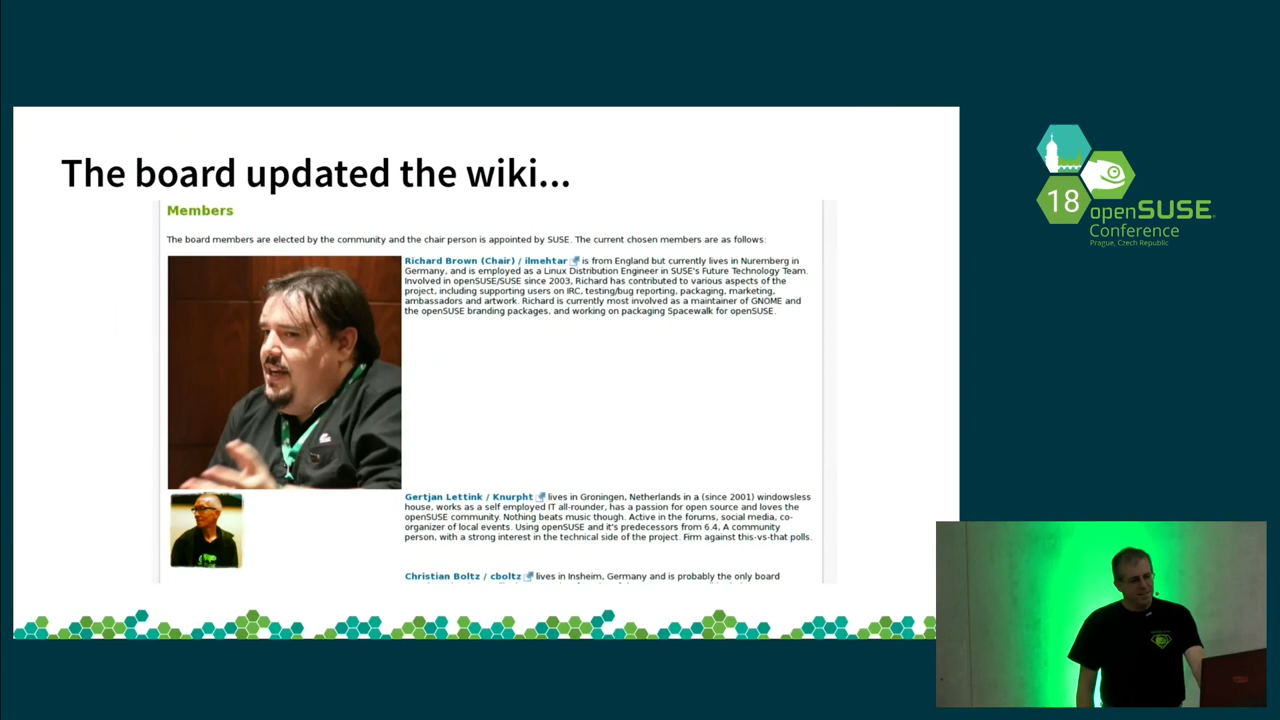 The board updated the wiki...
Members
The board members are elected by the community and the chair person is appointed by SUSE. The current chosen members are as follows:
Richard Brown (Chair) / ilmehtar is from England but currently lives in Nuremberg in
Germany, and is employed as a Linux Distribution Engineer in SUSE's Future Technology Team.
Involved in openSUSE/SUSE since 2003, Richard has contributed to various aspects of the
project, including supporting users on IRC, testing/bug reporting, packaging, marketing,
ambassadors and artwork. Richard is currently most involved as a maintainer of GNOME and
the openSUSE branding packages, and working on packaging Spacewalk for openSUSE.
Gertjan Lettink / Knurpht lives in Groningen, Netherlands in a (since 2001) windowsless
house, works as a self employed IT all-rounder, has a passion for open source and loves the
openSUSE community. Nothing beats music though. Active in the forums, social media, co-
organizer of local events. Using openSUSE and it's predecessors from 6.4, A community
person, with a strong interest in the technical side of the project. Firm against this-vs-that polls.
Christian Boltz / cboltz lives in Insheim, Germany and is probably the only board
18
openSUSE
Conference
Prague, Czech Republic